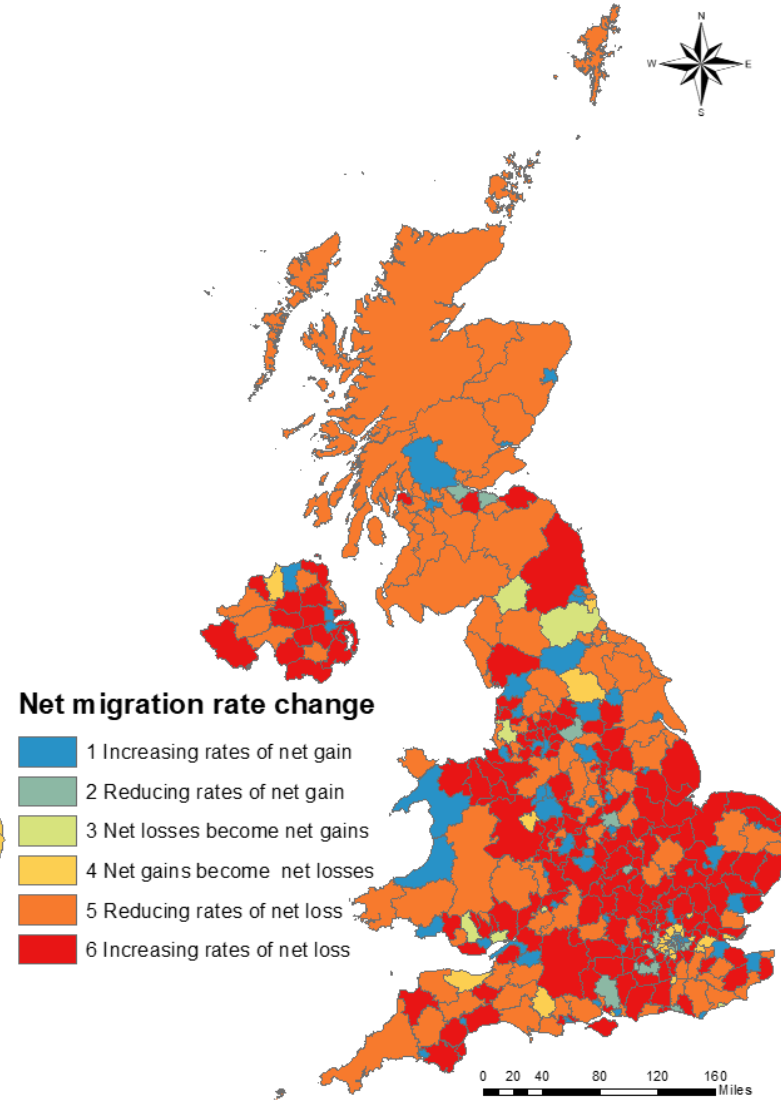 N
W E
S
Net migration rate change
1 Increasing rates of net gain
2 Reducing rates of net gain
3 Net losses become net gains
4 Net gains become net losses
5 Reducing rates of net loss
6 Increasing rates of net loss
0 20 40 80 120 160
Miles